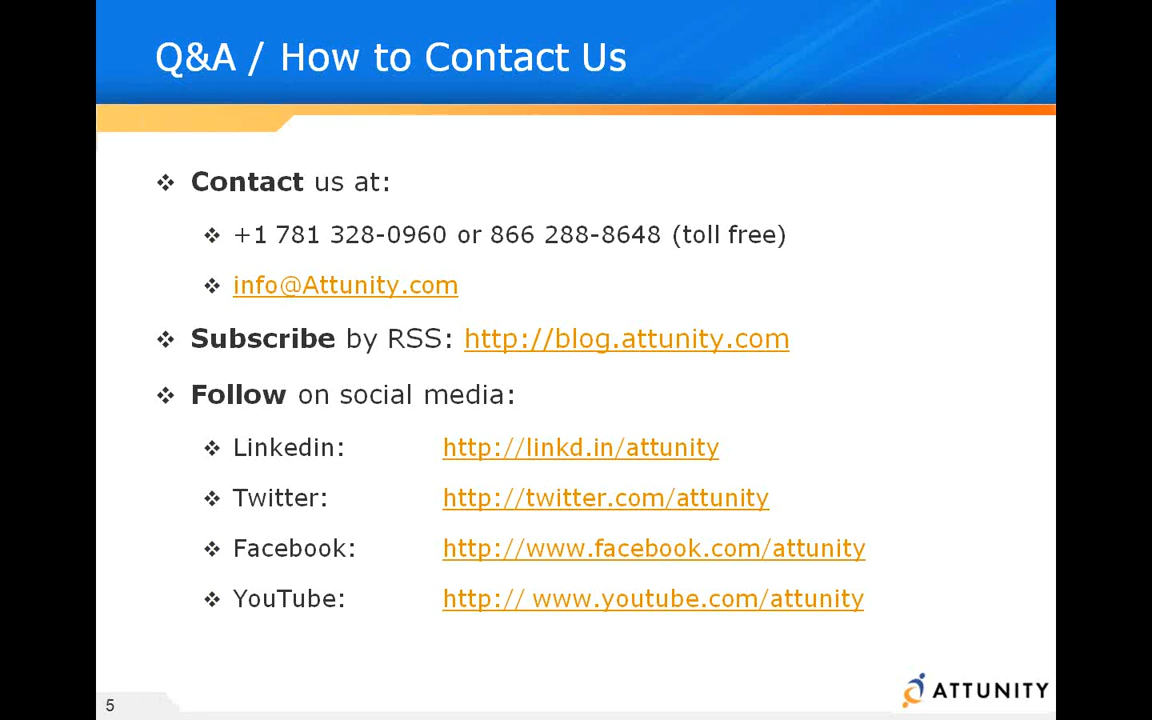 Q&A / How to Contact Us
❖ Contact us at:
❖ +1 781 328-0960 or 866 288-8648 (toll free)
❖ info@Attunity.com
❖ Subscribe by RSS: http://blog.attunity.com
❖ Follow on social media:
❖ Linkedin: http://linkd.in/attunity
❖ Twitter: http://twitter.com/attunity
❖ Facebook: http://www.facebook.com/attunity
❖ YouTube: http:// www.youtube.com/attunity
5
ATTUNITY